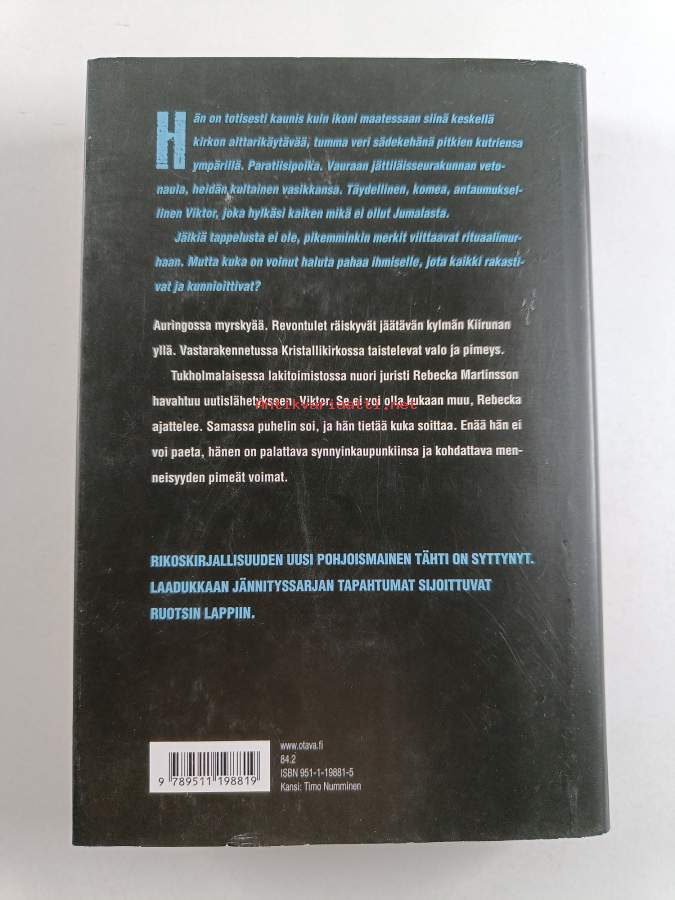 Hän on totisesti kaunis kuin ikoni maatessaan siinä keskellä
kirkon alttarikäytävää, tumma veri sädekehänä pitkien kutriensa
ympärillä. Paratiisipoika. Vauraan jättiläisseurakunnan veto-
naula, heidän kultainen vasikkansa. Täydellinen, komea, antaumuksel-
linen Viktor, joka hylkäsi kaiken mikä ei ollut Jumalasta.
Jälkiä tappelusta ei ole, pikemminkin merkit viittaavat rituaalimur-
haan. Mutta kuka on voinut haluta pahaa ihmiselle, jota kaikki rakasti-
vat ja kunnioittivat?
Auringossa myrskyää. Revontulet räiskyvät jäätävän kylmän Kiirunan
yllä. Vastarakennetussa Kristallikirkossa taistelevat valo ja pimeys.
Tukholmalaisessa lakitoimistossa nuori juristi Rebecka Martinsson
havahtuu uutislähetykseen. Viktor. Se ei voi olla kukaan muu, Rebecka
Antikvariaatti.net
ajattelee. Samassa puhelin soi, ja hän tietää kuka soittaa. Enää hän ei
voi paeta, hänen on palattava synnyinkaupunkiinsa ja kohdattava men-
neisyyden pimeät voimat.
RIKOSKIRJALLISUUDEN UUSI POHJOISMAINEN TÄHTI ON SYTTYNYT.
LAADUKKAAN JÄNNITYSSARJAN TAPAHTUMAT SIJOITTUVAT
RUOTSIN LAPPIIN.
www.otava.fi
84.2
ISBN 951-1-19881-5
Kansi: Timo Numminen
9 789511 198819